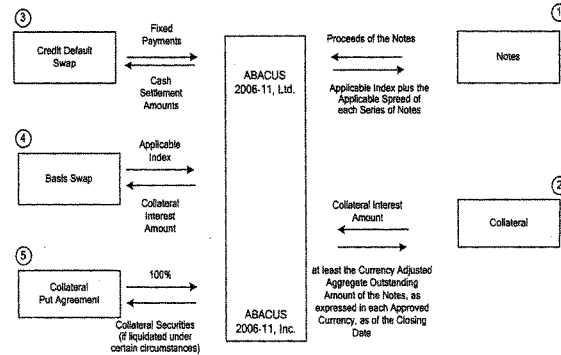 ③
Credit Default
Swap
Fixed
Payments
Cash
Settlement
Amounts
ABACUS
2006-11, Ltd.
Proceeds of the Notes
Applicable Index plus the
Applicable Spread of
each Series of Notes
①
Notes
④
Basis Swap
Applicable
Index
Collateral
Interest
Amount
②
Collateral Interest
Amount
Collateral
at least the Currency Adjusted
Aggregate Outstanding
Amount of the Notes, as
expressed in each Approved
Currency, as of the Closing
Date
⑤
Collateral
Put Agreement
100%
Collateral Securities
(if liquidated under
certain circumstances)
ABACUS
2006-11, Inc.